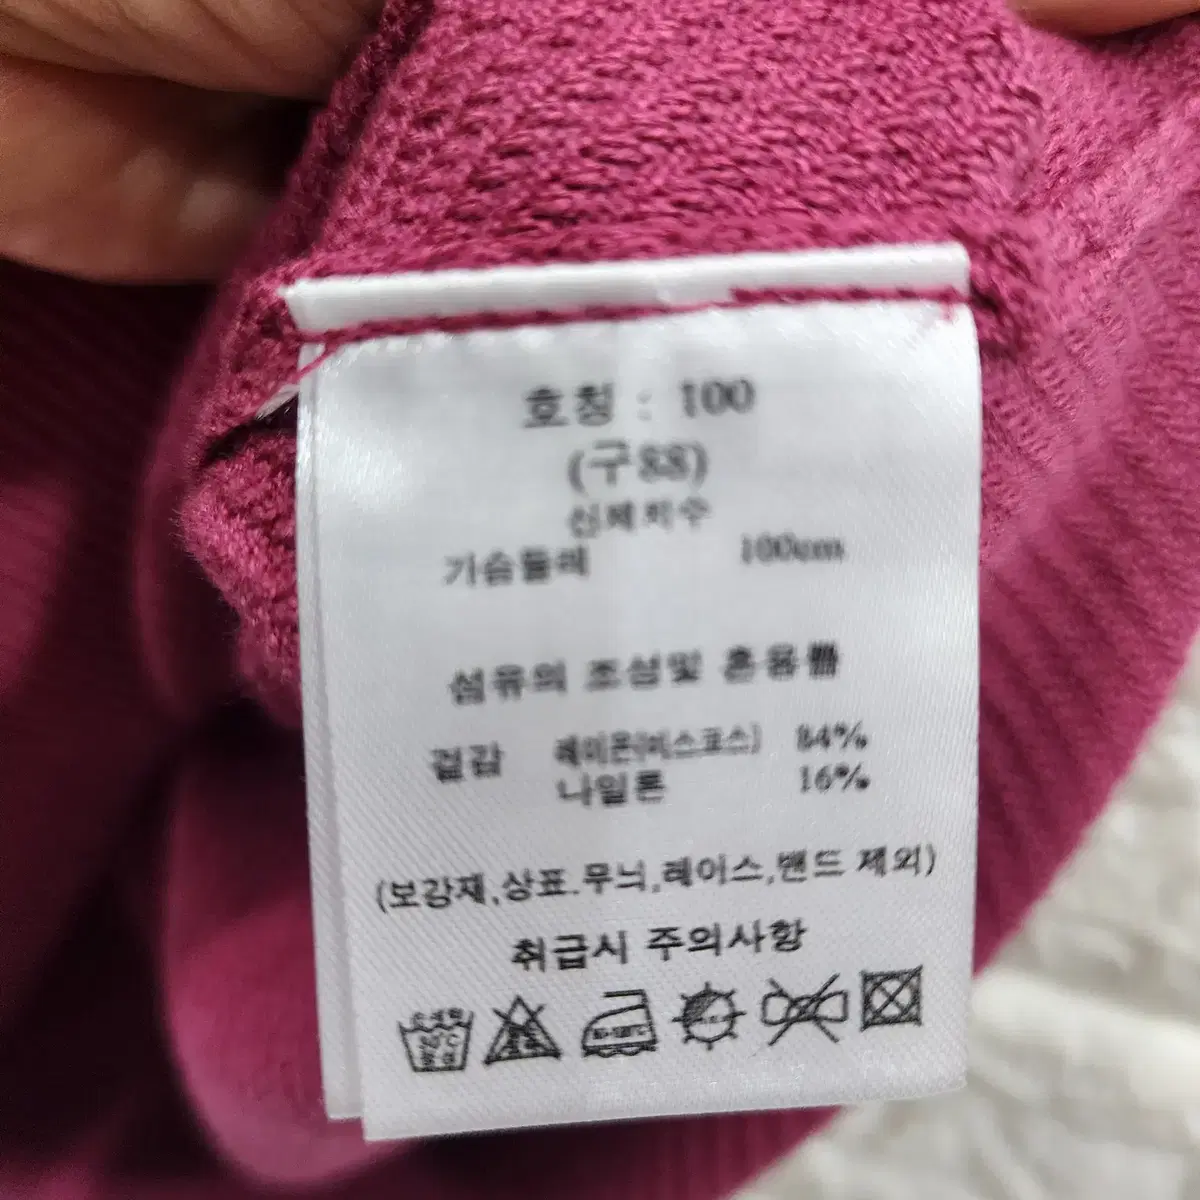 호칭 : 100
(구88)
신체치수
가슴둘레 100cm
섬유의 조성및 혼용률
겉감 레이온(비스코스) 84%
나일론 16%
(보강재,상표.무늬,레이스,밴드 제외)
취급시 주의사항
30℃